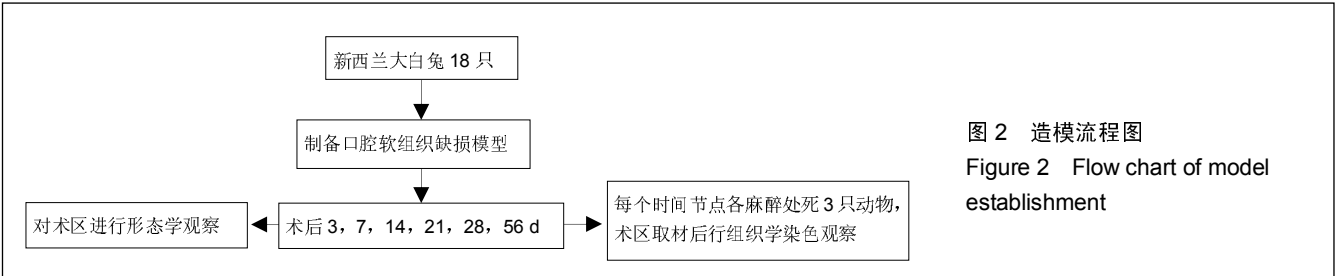 新西兰大白兔 18 只
制备口腔软组织缺损模型
对术区进行形态学观察
术后 3，7，14，21，28，56 d
每个时间节点各麻醉处死 3 只动物，
术区取材后行组织学染色观察
图 2　造模流程图
Figure 2　Flow chart of model
establishment